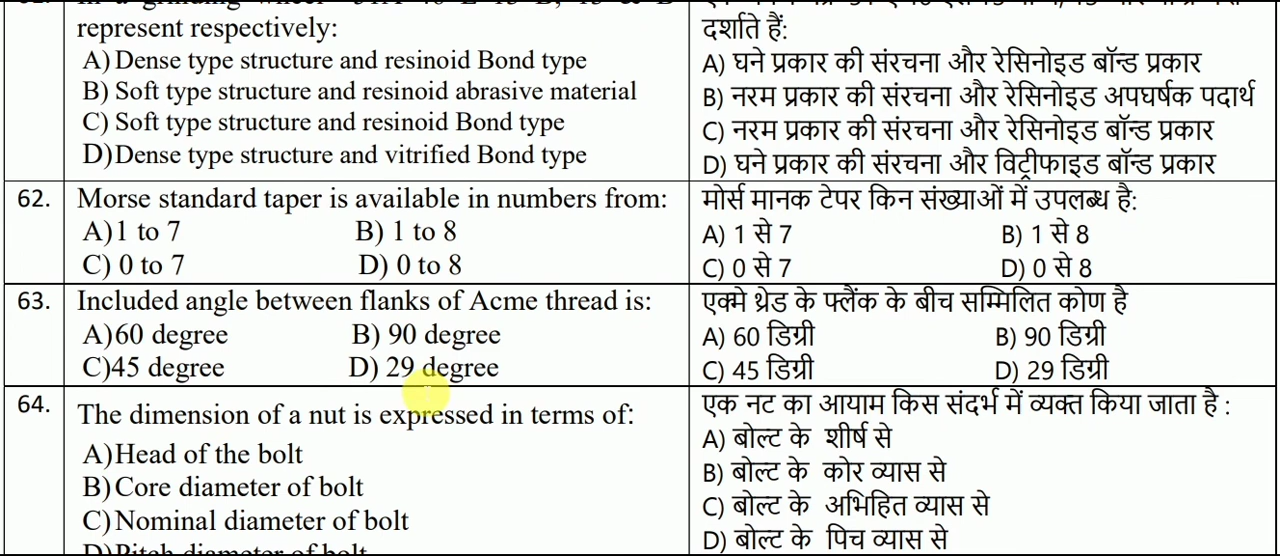 represent respectively:
A) Dense type structure and resinoid Bond type
B) Soft type structure and resinoid abrasive material
C) Soft type structure and resinoid Bond type
D) Dense type structure and vitrified Bond type
दर्शाते हैं:
A) घने प्रकार की संरचना और रेसिनोइड बॉन्ड प्रकार
B) नरम प्रकार की संरचना और रेसिनोइड अपघर्षक पदार्थ
C) नरम प्रकार की संरचना और रेसिनोइड बॉन्ड प्रकार
D) घने प्रकार की संरचना और विट्रीफाइड बॉन्ड प्रकार
62. Morse standard taper is available in numbers from:
A) 1 to 7 B) 1 to 8
C) 0 to 7 D) 0 to 8
मोर्स मानक टेपर किन संख्याओं में उपलब्ध है:
A) 1 से 7 B) 1 से 8
C) 0 से 7 D) 0 से 8
63. Included angle between flanks of Acme thread is:
A) 60 degree B) 90 degree
C) 45 degree D) 29 degree
एक्मे थ्रेड के फ्लैंक के बीच सम्मिलित कोण है
A) 60 डिग्री B) 90 डिग्री
C) 45 डिग्री D) 29 डिग्री
64. The dimension of a nut is expressed in terms of:
A) Head of the bolt
B) Core diameter of bolt
C) Nominal diameter of bolt
D) Pitch diameter of bolt
एक नट का आयाम किस संदर्भ में व्यक्त किया जाता है :
A) बोल्ट के शीर्ष से
B) बोल्ट के कोर व्यास से
C) बोल्ट के अभिहित व्यास से
D) बोल्ट के पिच व्यास से